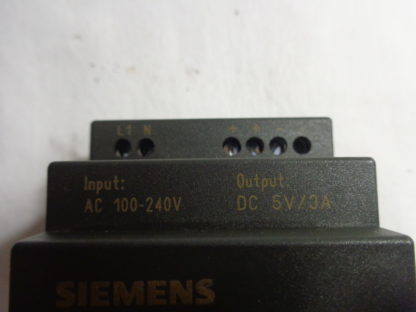 L1 N +
Input: Output
AC 100-240V DC 5V/3A
SIEMENS